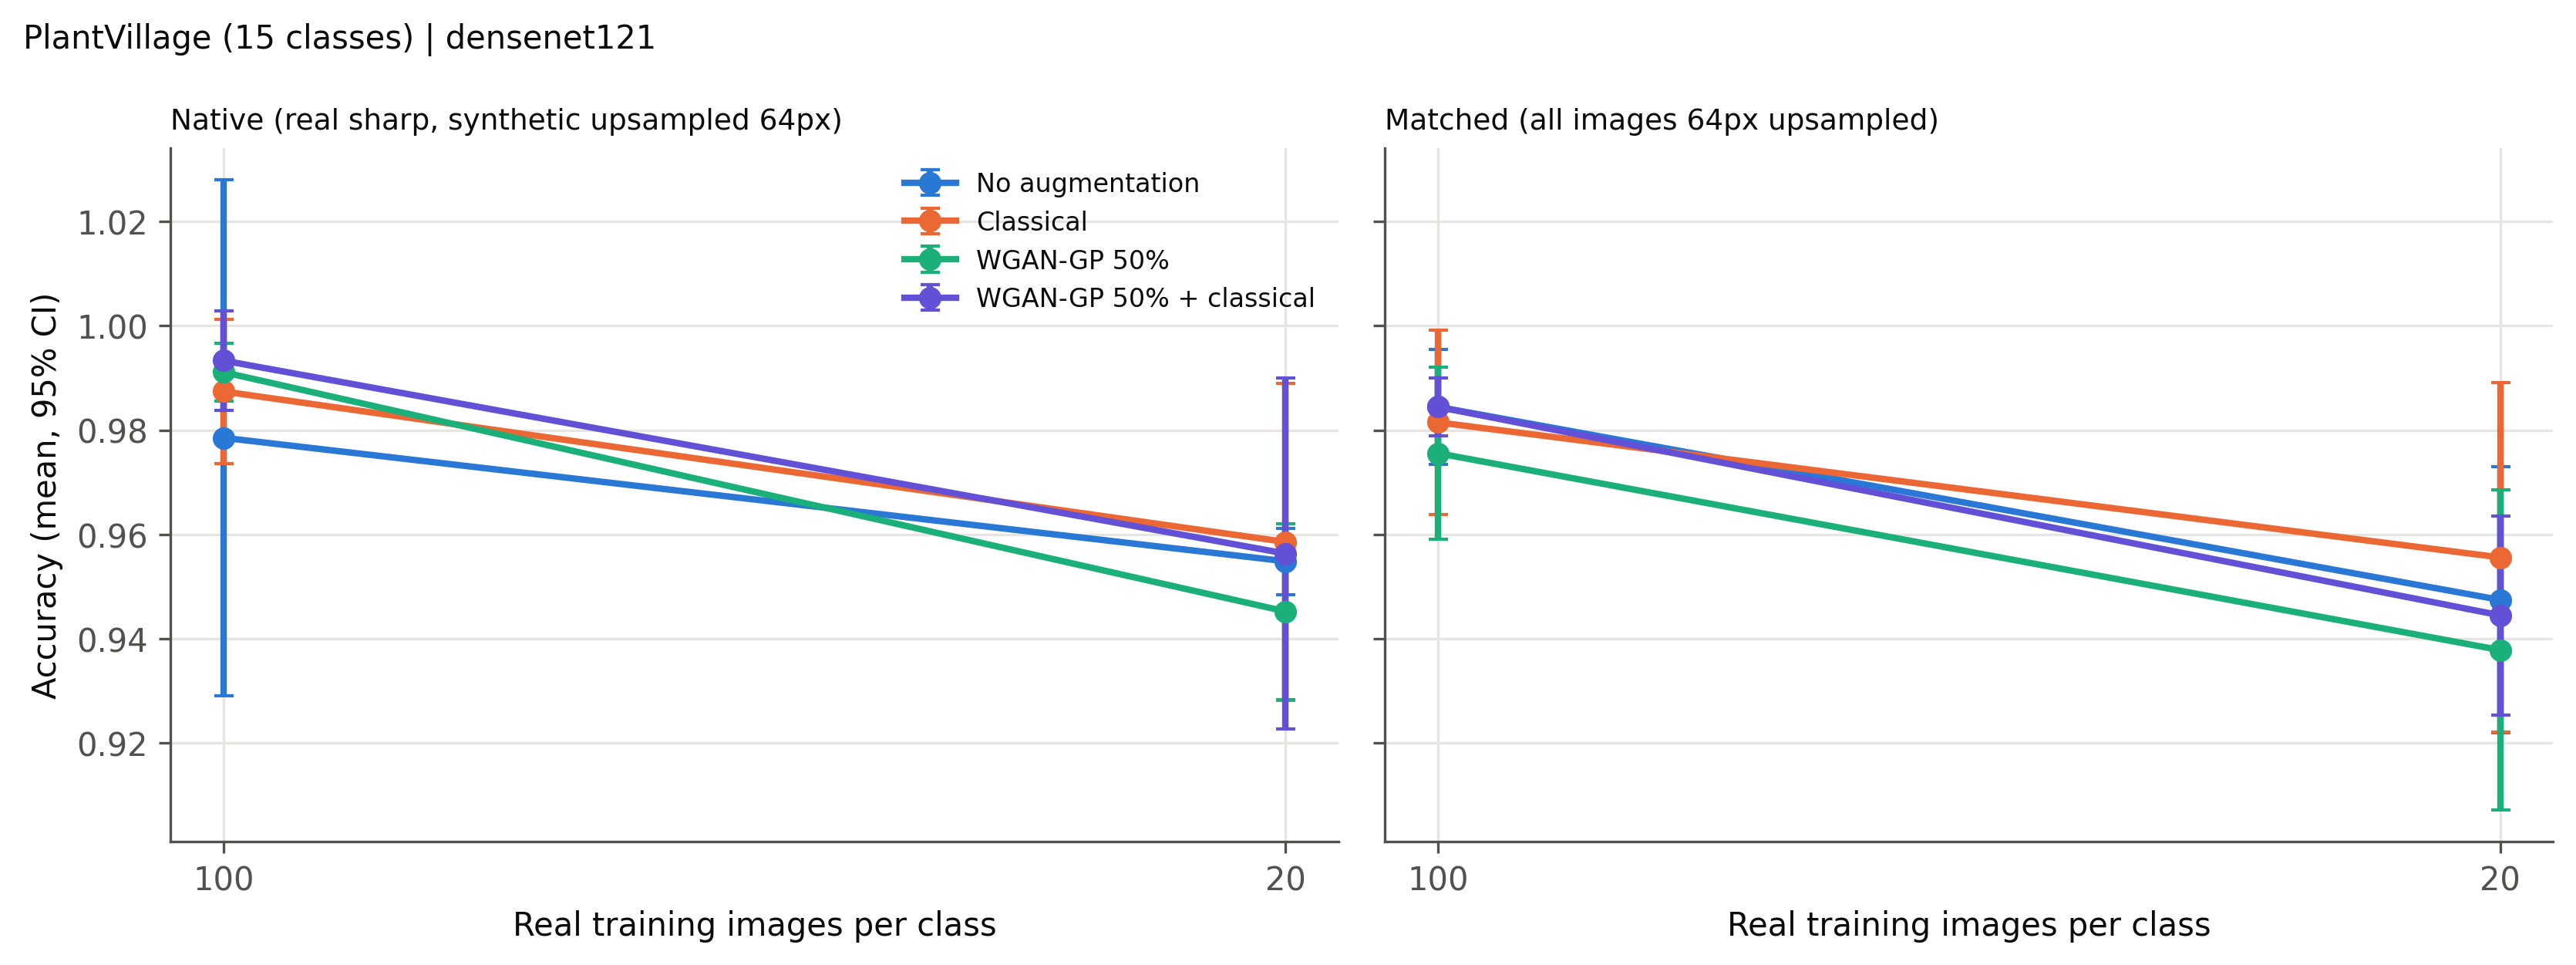 PlantVillage (15 classes) | densenet121
Native (real sharp, synthetic upsampled 64px)
Matched (all images 64px upsampled)
No augmentation
Classical
WGAN-GP 50%
WGAN-GP 50% + classical
Accuracy (mean, 95% CI)
1.02
1.00
0.98
0.96
0.94
0.92
100
20
100
20
Real training images per class
Real training images per class